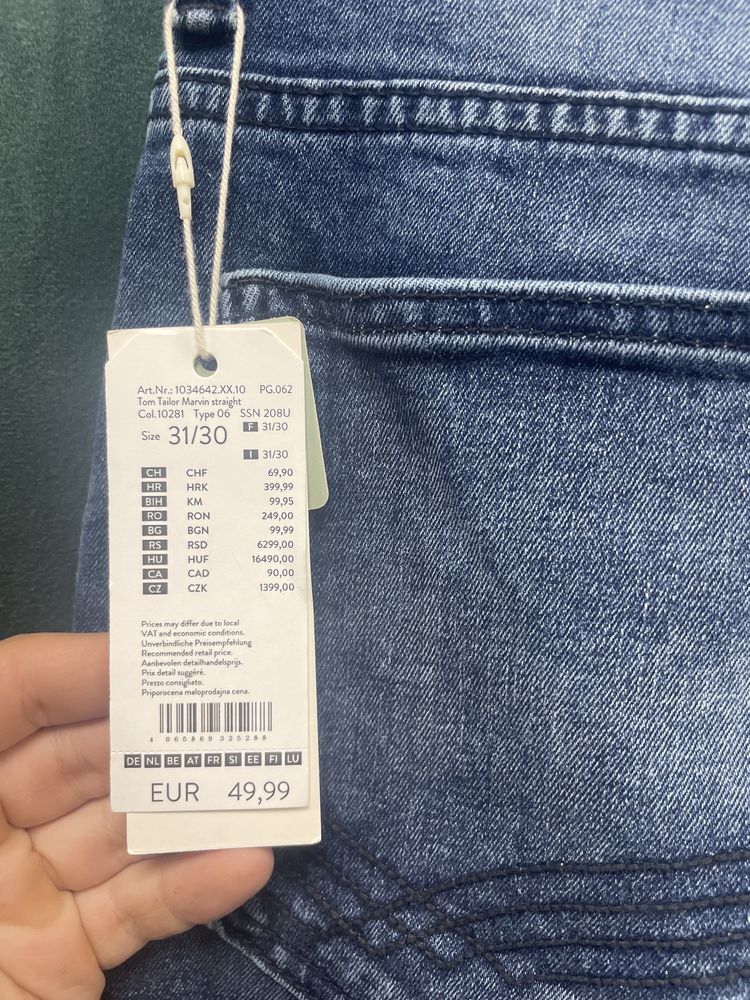 Art.Nr.: 1034642.XX.10 PG.062
Tom Tailor Marvin straight
Col.10281 Type 06 SSN 208U
Size 31/30 F 31/30
I 31/30
CH CHF 69,90
HR HRK 399,99
BIH KM 99,95
RO RON 249,00
BG BGN 99,99
RS RSD 6299,00
HU HUF 16490,00
CA CAD 90,00
CZ CZK 1399,00
Prices may differ due to local
VAT and economic conditions.
Unverbindliche Preisempfehlung
Recommended retail price.
Aanbevolen detailhandelsprijs.
Prix detail suggéré.
Prezzo consigliato.
Priporocena maloprodajna cena.
4 065869 325288
DE NL BE AT FR SI EE FI LU
EUR 49,99